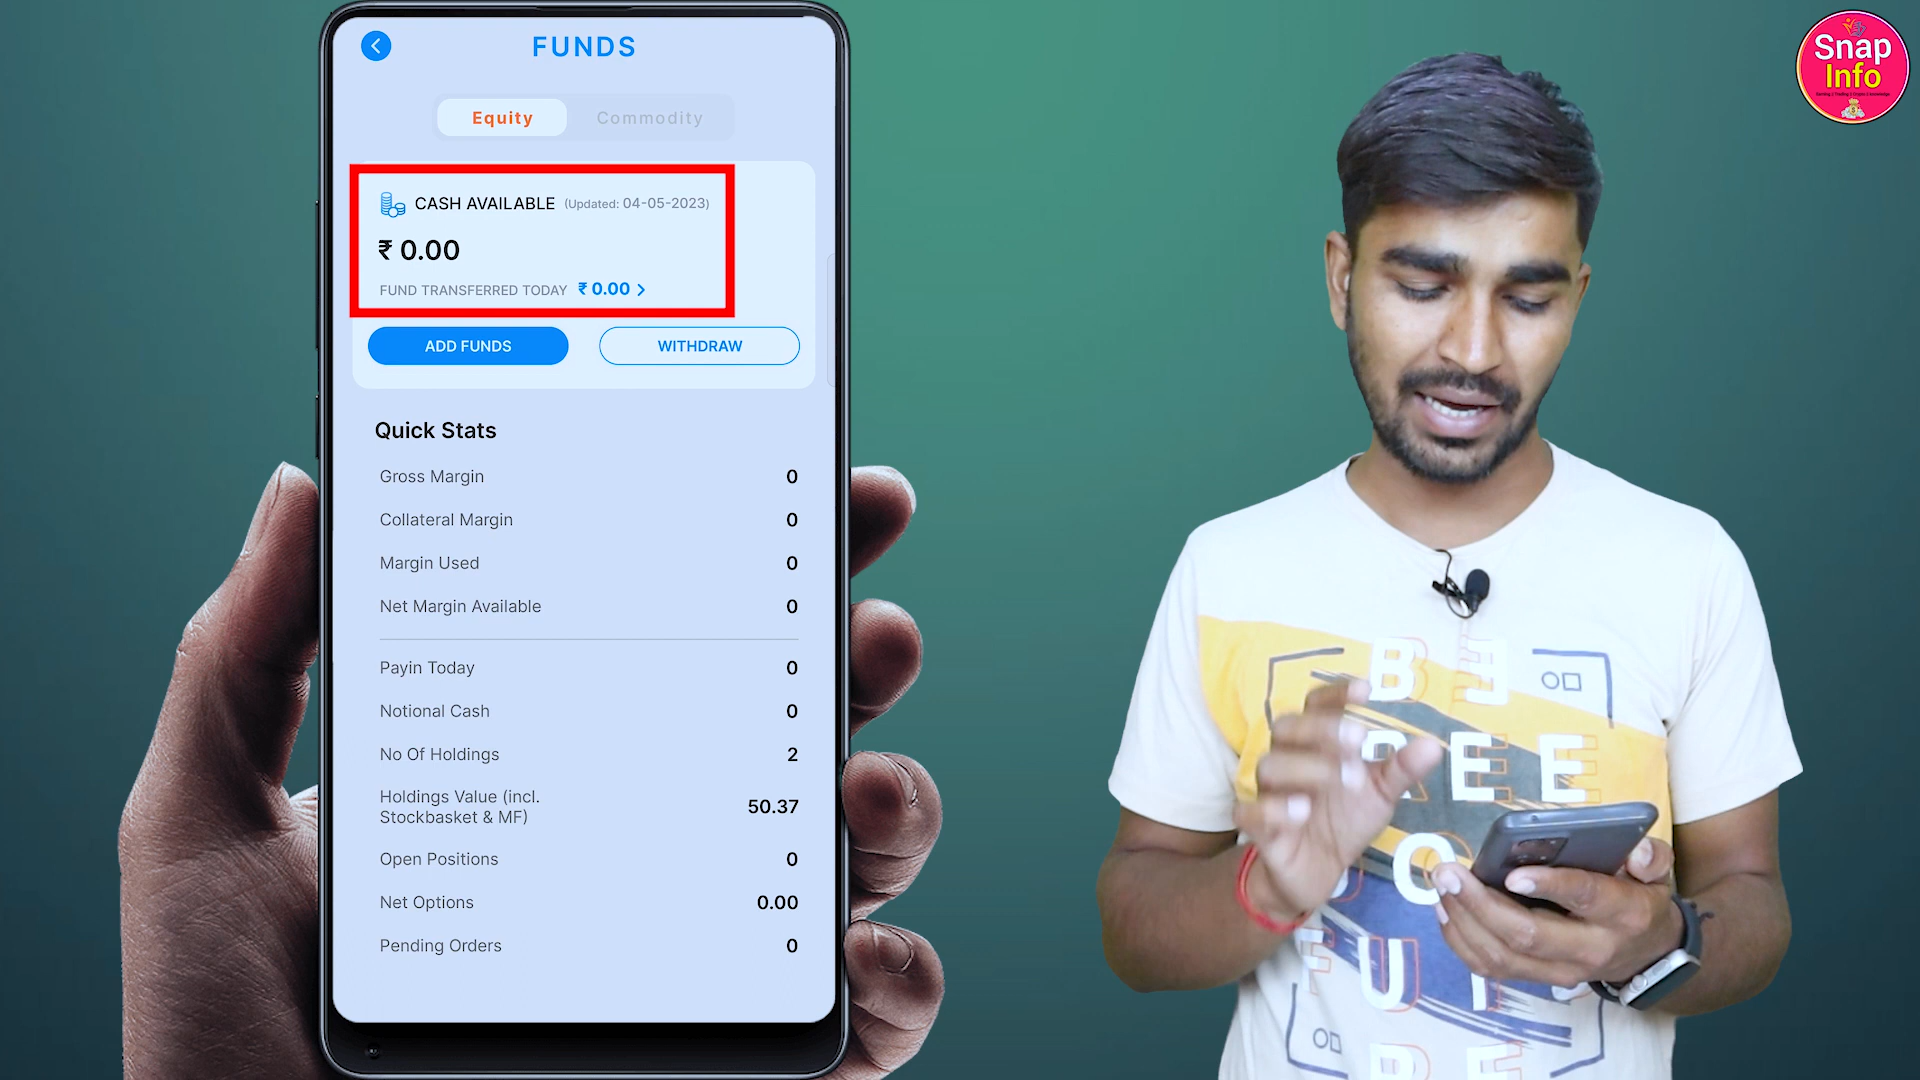 FUNDS
Equity
Commodity
CASH AVAILABLE (Updated: 04-05-2023)
₹ 0.00
FUND TRANSFERRED TODAY ₹ 0.00 >
ADD FUNDS
WITHDRAW
Quick Stats
Gross Margin 0
Collateral Margin 0
Margin Used 0
Net Margin Available 0
Payin Today 0
Notional Cash 0
No Of Holdings 2
Holdings Value (incl.
Stockbasket & MF) 50.37
Open Positions 0
Net Options 0.00
Pending Orders 0
Snap
Info
BE
REE
O
FU